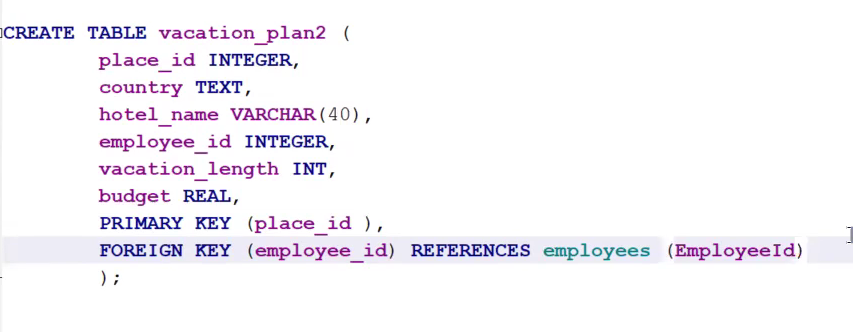 CREATE TABLE vacation_plan2 (
place_id INTEGER,
country TEXT,
hotel_name VARCHAR(40),
employee_id INTEGER,
vacation_length INT,
budget REAL,
PRIMARY KEY (place_id ),
FOREIGN KEY (employee_id) REFERENCES employees (EmployeeId)
);